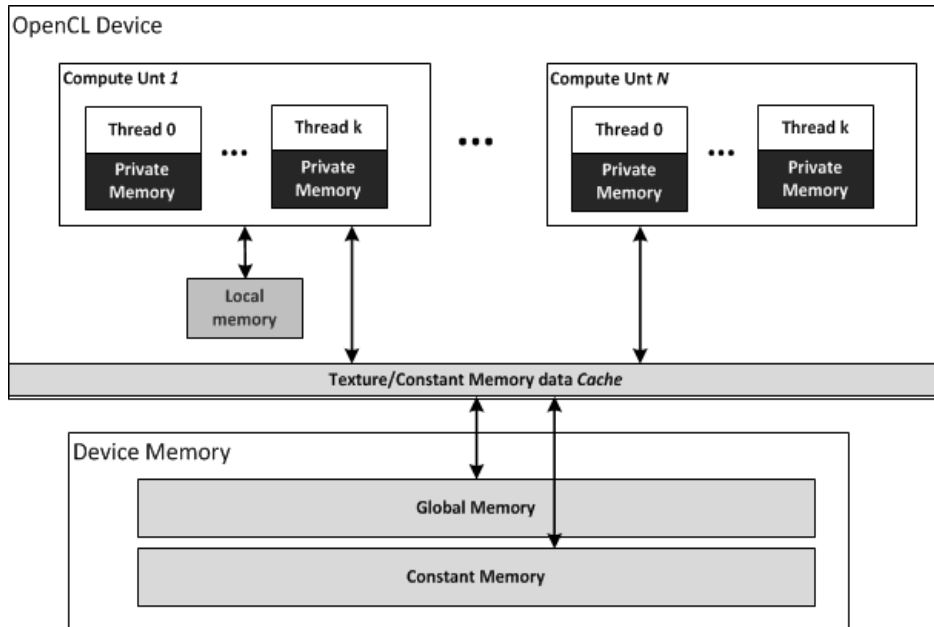 OpenCL Device
Compute Unt 1
Compute Unt N
Thread 0
Private
Memory
...
Thread k
Private
Memory
...
Thread 0
Private
Memory
...
Thread k
Private
Memory
Local
memory
Texture/Constant Memory data Cache
Device Memory
Global Memory
Constant Memory